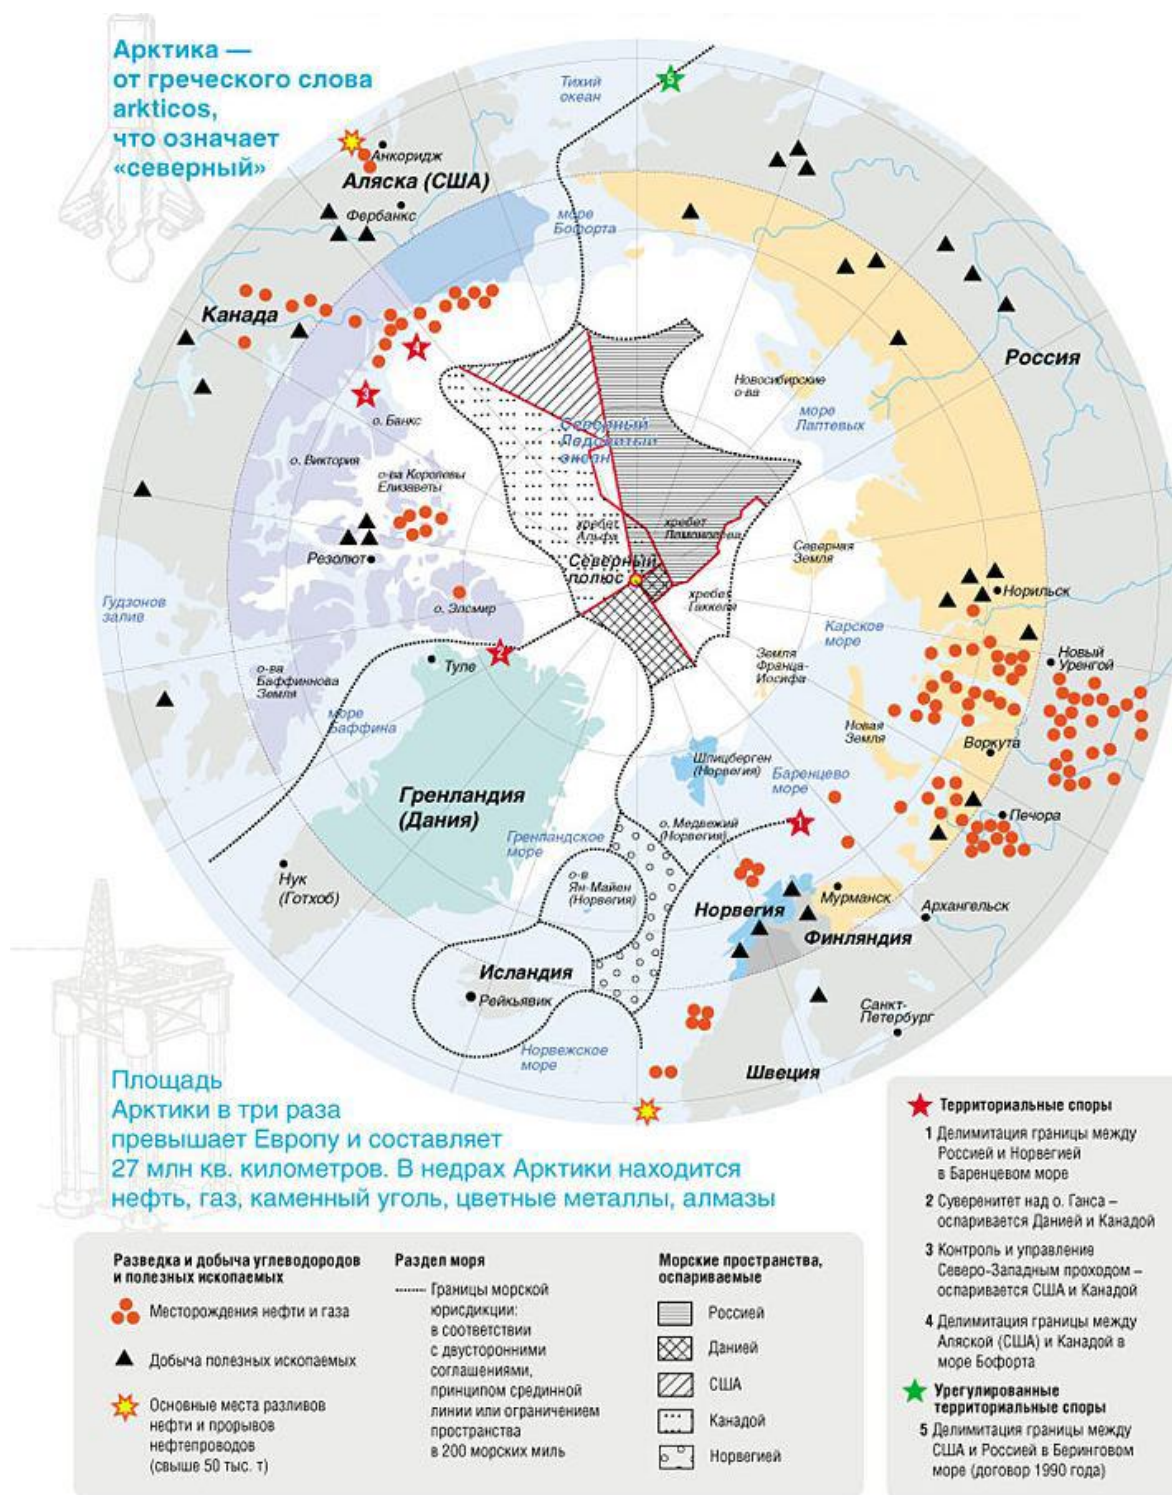 Арктика —
от греческого слова
arkticos,
что означает
«северный»
Тихий
океан
5
Анкоридж
Аляска (США)
Фербанкс
море
Бофорта
Канада
4
3
Россия
Новосибирские
о-ва
море
Лаптевых
о. Банкс
Северный
Ледовитый
океан
о. Виктория
о-ва Королевы
Елизаветы
хребет
Альфа
хребет
Ломоносова
Резолют
Северный
полюс
Северная
Земля
хребет
Гаккеля
Норильск
Гудзонов
залив
о. Элсмир
Карское
море
2
Туле
Земля
Франца-
Иосифа
Новый
Уренгой
о-ва
Баффиннова
Земля
море
Баффина
Новая
Земля
Воркута
Шпицберген
(Норвегия)
Баренцево
море
Гренландия
(Дания)
1
Печора
о. Медвежий
(Норвегия)
Гренландское
море
о-в
Ян-Майен
(Норвегия)
Нук
(Готхоб)
Норвегия
Мурманск
Архангельск
Финляндия
Исландия
Рейкьявик
Санкт-
Петербург
Норвежское
море
Швеция
Площадь
Арктики в три раза
превышает Европу и составляет
27 млн кв. километров. В недрах Арктики находится
нефть, газ, каменный уголь, цветные металлы, алмазы
Разведка и добыча углеводородов
и полезных ископаемых
Месторождения нефти и газа
Добыча полезных ископаемых
Основные места разливов
нефти и прорывов
нефтепроводов
(свыше 50 тыс. т)
Раздел моря
Границы морской
юрисдикции:
в соответствии
с двусторонними
соглашениями,
принципом срединной
линии или ограничением
пространства
в 200 морских миль
Морские пространства,
оспариваемые
Россией
Данией
США
Канадой
Норвегией
Территориальные споры
1 Делимитация границы между
Россией и Норвегией
в Баренцевом море
2 Суверенитет над о. Ганса –
оспаривается Данией и Канадой
3 Контроль и управление
Северо-Западным проходом –
оспаривается США и Канадой
4 Делимитация границы между
Аляской (США) и Канадой в
море Бофорта
Урегулированные
территориальные споры
5 Делимитация границы между
США и Россией в Беринговом
море (договор 1990 года)